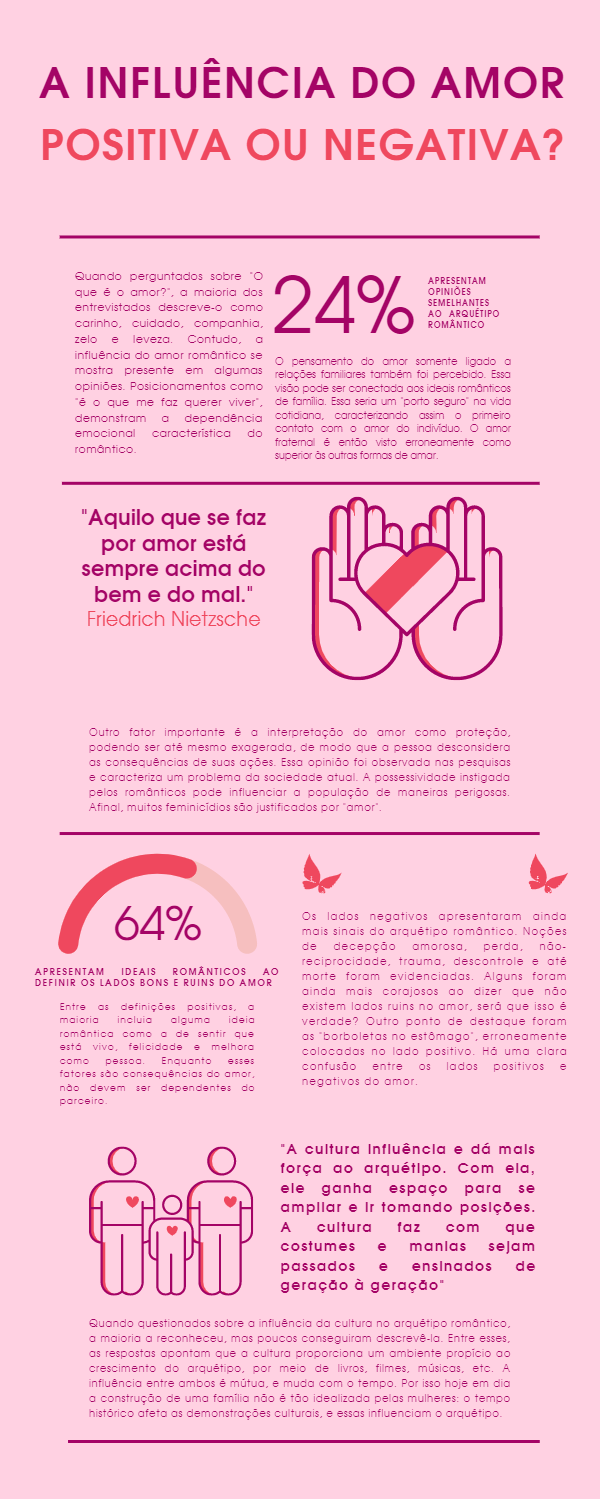 A INFLUÊNCIA DO AMOR
POSITIVA OU NEGATIVA?
Quando perguntados sobre "O
que é o amor?", a maioria dos
entrevistados descreve-o como
carinho, cuidado, companhia,
zelo e leveza. Contudo, a
influência do amor romântico se
mostra presente em algumas
opiniões. Posicionamentos como
"é o que me faz querer viver",
demonstram a dependência
emocional característica do
romântico.
24%
APRESENTAM
OPINIÕES
SEMELHANTES
AO ARQUÉTIPO
ROMÂNTICO
O pensamento do amor somente ligado a
relações familiares também foi percebido. Essa
visão pode ser conectada aos ideais românticos
de família. Essa seria um "porto seguro" na vida
cotidiana, caracterizando assim o primeiro
contato com o amor do indivíduo. O amor
fraternal é então visto erroneamente como
superior às outras formas de amar.
"Aquilo que se faz
por amor está
sempre acima do
bem e do mal."
Friedrich Nietzsche
Outro fator importante é a interpretação do amor como proteção,
podendo ser até mesmo exagerada, de modo que a pessoa desconsidera
as consequências de suas ações. Essa opinião foi observada nas pesquisas
e caracteriza um problema da sociedade atual. A possessividade instigada
pelos românticos pode influenciar a população de maneiras perigosas.
Afinal, muitos feminicídios são justificados por "amor".
64%
APRESENTAM IDEAIS ROMÂNTICOS AO
DEFINIR OS LADOS BONS E RUINS DO AMOR
Entre as definições positivas, a
maioria incluia alguma ideia
romântica como a de sentir que
está vivo, felicidade e melhora
como pessoa. Enquanto esses
fatores são consequências do amor,
não devem ser dependentes do
parceiro.
Os lados negativos apresentaram ainda
mais sinais do arquétipo romântico. Noções
de decepção amorosa, perda, não-
reciprocidade, trauma, descontrole e até
morte foram evidenciadas. Alguns foram
ainda mais corajosos ao dizer que não
existem lados ruins no amor, será que isso é
verdade? Outro ponto de destaque foram
as "borboletas no estômago", erroneamente
colocadas no lado positivo. Há uma clara
confusão entre os lados positivos e
negativos do amor.
"A cultura influência e dá mais
força ao arquétipo. Com ela,
ele ganha espaço para se
ampliar e ir tomando posições.
A cultura faz com que
costumes e manias sejam
passados e ensinados de
geração à geração"
Quando questionados sobre a influência da cultura no arquétipo romântico,
a maioria a reconheceu, mas poucos conseguiram descrevê-la. Entre esses,
as respostas apontam que a cultura proporciona um ambiente propício ao
crescimento do arquétipo, por meio de livros, filmes, músicas, etc. A
influência entre ambos é mútua, e muda com o tempo. Por isso hoje em dia
a construção de uma família não é tão idealizada pelas mulheres: o tempo
histórico afeta as demonstrações culturais, e essas influenciam o arquétipo.